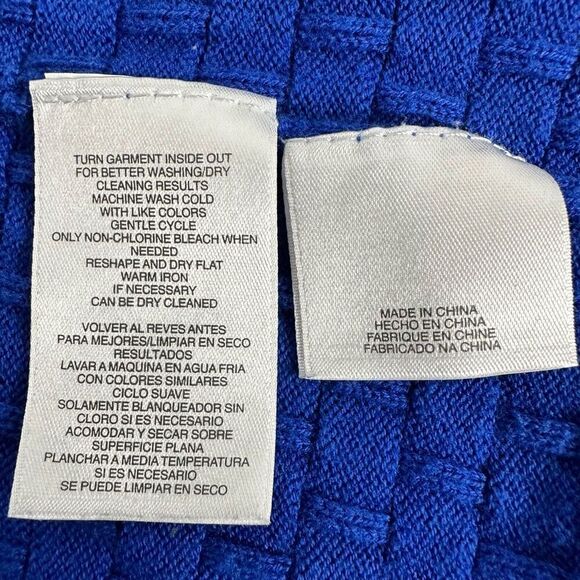 TURN GARMENT INSIDE OUT
FOR BETTER WASHING/DRY
CLEANING RESULTS
MACHINE WASH COLD
WITH LIKE COLORS
GENTLE CYCLE
ONLY NON-CHLORINE BLEACH WHEN
NEEDED
RESHAPE AND DRY FLAT
WARM IRON
IF NECESSARY
CAN BE DRY CLEANED
VOLVER AL REVES ANTES
PARA MEJORES/LIMPIAR EN SECO
RESULTADOS
LAVAR A MAQUINA EN AGUA FRIA
CON COLORES SIMILARES
CICLO SUAVE
SOLAMENTE BLANQUEADOR SIN
CLORO SI ES NECESARIO
ACOMODAR Y SECAR SOBRE
SUPERFICIE PLANA
PLANCHAR A MEDIA TEMPERATURA
SI ES NECESARIO
SE PUEDE LIMPIAR EN SECO
MADE IN CHINA
HECHO EN CHINA
FABRIQUE EN CHINE
FABRICADO NA CHINA